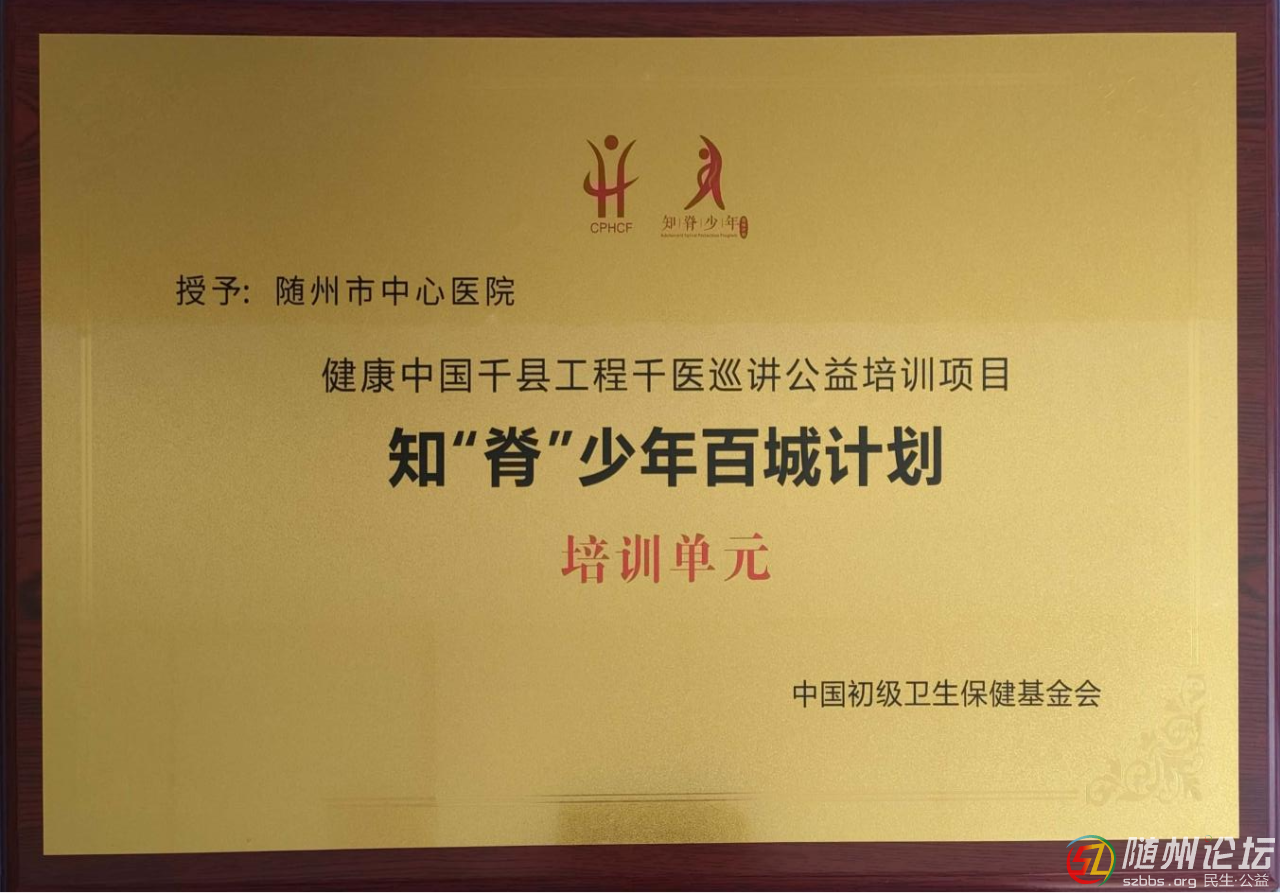 CPHCF
知脊少年
授予: 随州市中心医院
健康中国千县工程千医巡讲公益培训项目
知“脊”少年百城计划
培训单元
中国初级卫生保健基金会
随州论坛
szbbs.org 民生·公益